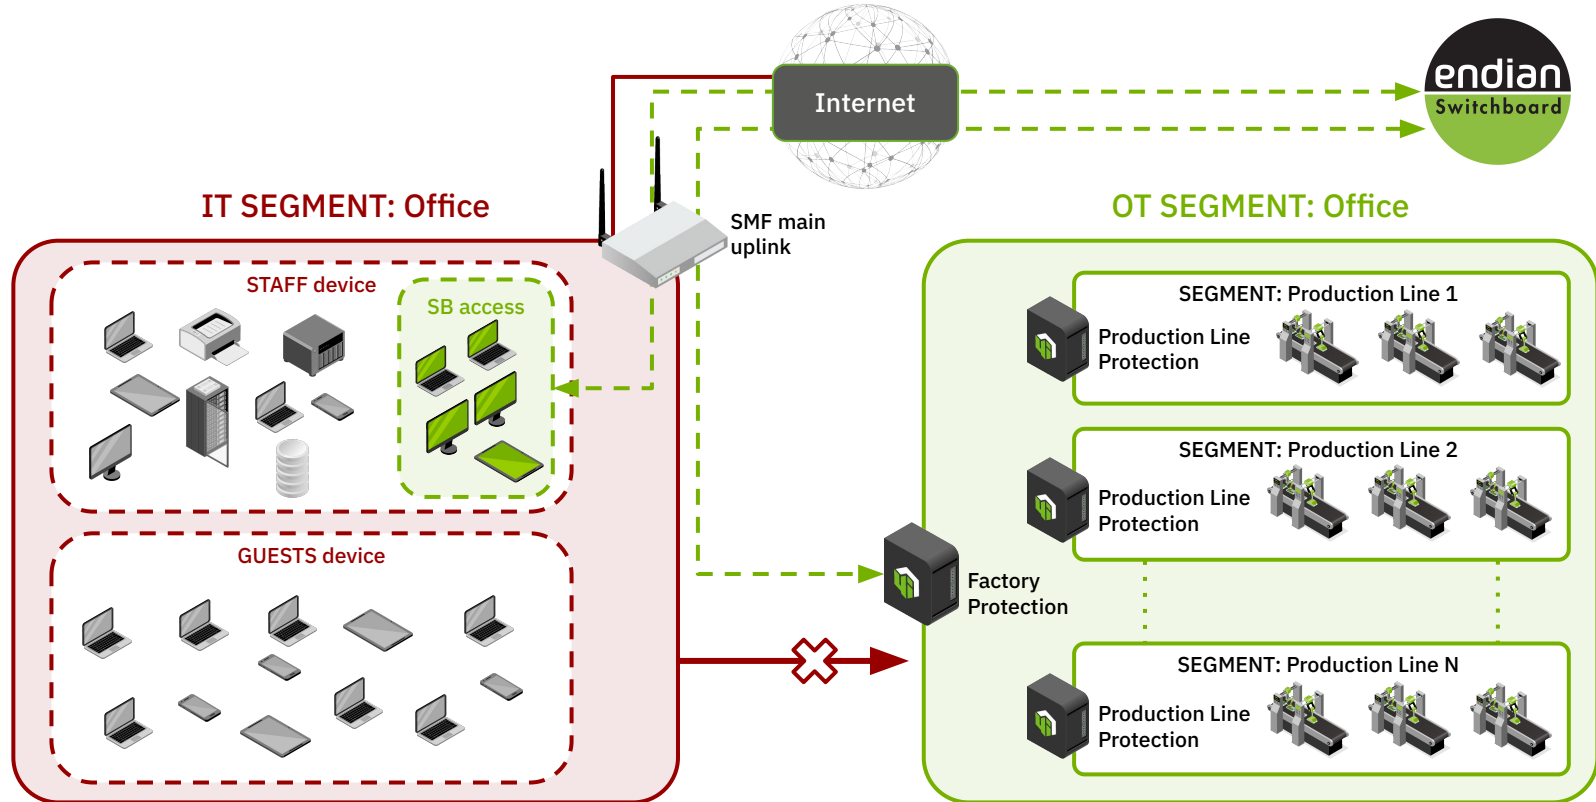 Internet
endian
Switchboard
IT SEGMENT: Office
SMF main
uplink
OT SEGMENT: Office
STAFF device
SB access
SEGMENT: Production Line 1
Production Line
Protection
SEGMENT: Production Line 2
Production Line
Protection
GUESTS device
Factory
Protection
SEGMENT: Production Line N
Production Line
Protection